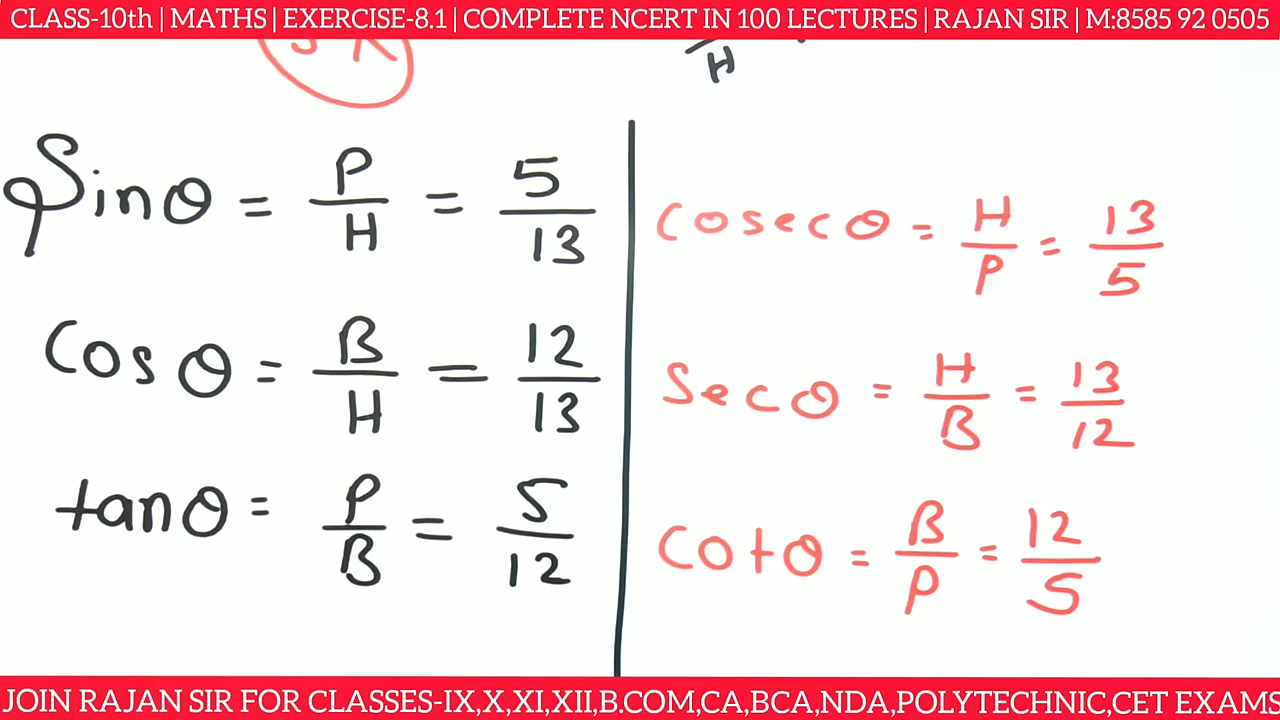 CLASS-10th | MATHS | EXERCISE-8.1 | COMPLETE NCERT IN 100 LECTURES | RAJAN SIR | M:8585 92 0505
H
Sinθ = P/H = 5/13
Cosθ = B/H = 12/13
tanθ = P/B = 5/12
Cosecθ = H/P = 13/5
Secθ = H/B = 13/12
Cotθ = B/P = 12/5
JOIN RAJAN SIR FOR CLASSES-IX,X,XI,XII,B.COM,CA,BCA,NDA,POLYTECHNIC,CET EXAMS